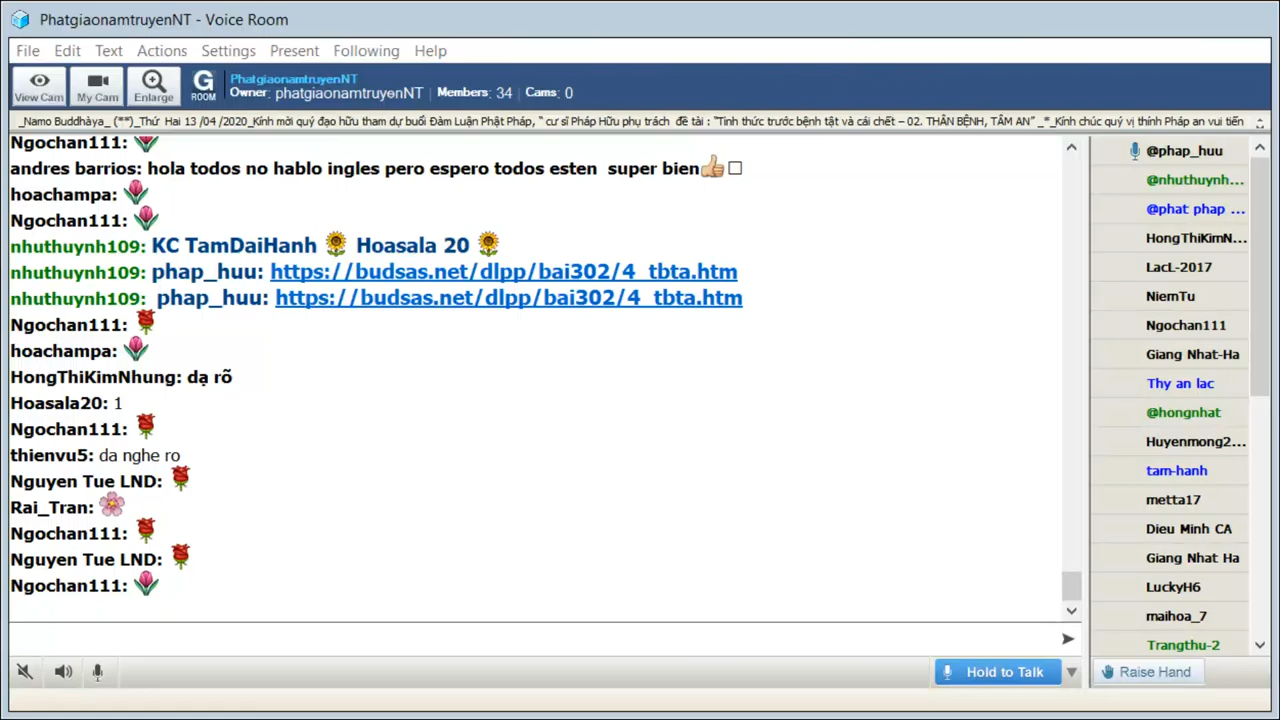 PhatgiaonamtruyenNT - Voice Room
File Edit Text Actions Settings Present Following Help
View Cam My Cam Enlarge G ROOM PhatgiaonamtruyenNT
Owner: phatgiaonamtruyenNT | Members: 34 | Cams: 0
_Namo Buddhàya_ (**)_Thứ Hai 13 /04 /2020_Kính mời quý đạo hữu tham dự buổi Đàm Luận Phật Pháp, " cư sĩ Pháp Hữu phụ trách đề tài : "Tỉnh thức trước bệnh tật và cái chết – 02. THÂN BỆNH, TÂM AN" _*_Kính chúc quý vị thính Pháp an vui tiến
Ngochan111:
andres barrios: hola todos no hablo ingles pero espero todos esten super bien
hoachampa:
Ngochan111:
nhuthuynh109: KC TamDaiHanh Hoasala 20
nhuthuynh109: phap_huu: https://budsas.net/dlpp/bai302/4_tbta.htm
nhuthuynh109: phap_huu: https://budsas.net/dlpp/bai302/4_tbta.htm
Ngochan111:
hoachampa:
HongThiKimNhung: dạ rõ
Hoasala20: 1
Ngochan111:
thienvu5: da nghe ro
Nguyen Tue LND:
Rai_Tran:
Ngochan111:
Nguyen Tue LND:
Ngochan111:
@phap_huu
@nhuthuynh...
@phat phap ...
HongThiKimN...
LacL-2017
NiemTu
Ngochan111
Giang Nhat-Ha
Thy an lac
@hongnhat
Huyenmong2...
tam-hanh
metta17
Dieu Minh CA
Giang Nhat Ha
LuckyH6
maihoa_7
Trangthu-2
Hold to Talk
Raise Hand